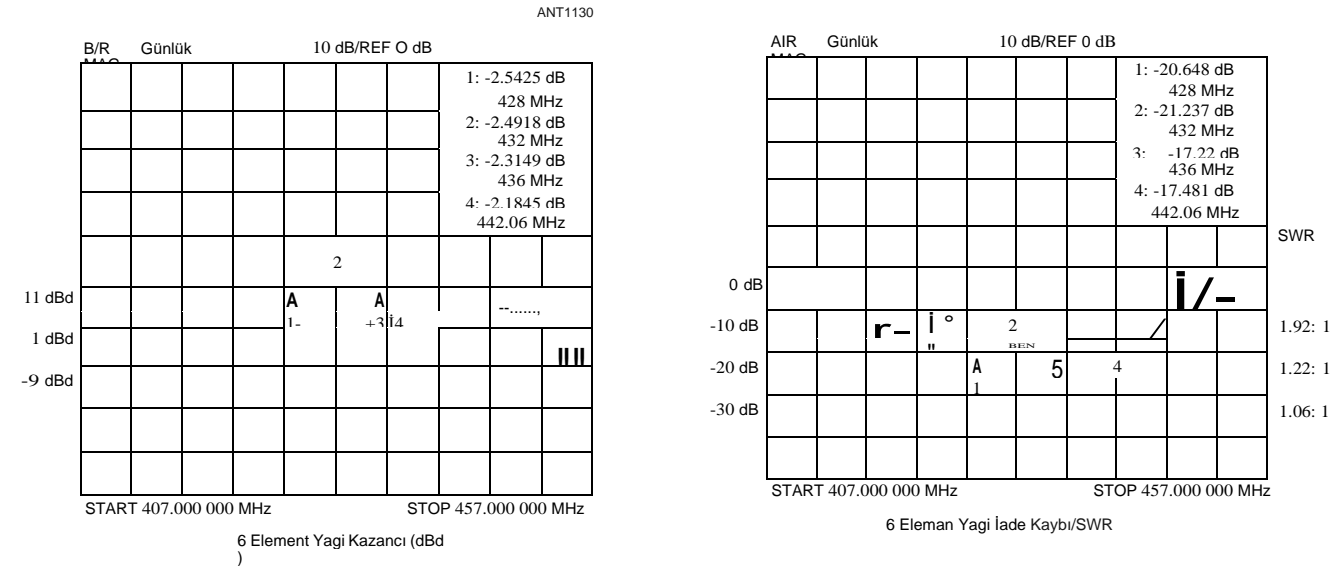 ANT1130
B/R Günlük 10 dB/REF O dB
1: -2.5425 dB
428 MHz
2: -2.4918 dB
432 MHz
3: -2.3149 dB
436 MHz
4: -2.1845 dB
442.06 MHz
2
11 dBd
A A
1- +3 İ4
--......,
1 dBd
-9 dBd
START 407.000 000 MHz STOP 457.000 000 MHz
6 Element Yagi Kazancı (dBd
)
AIR Günlük 10 dB/REF 0 dB
1: -20.648 dB
428 MHz
2: -21.237 dB
432 MHz
3: -17.22 dB
436 MHz
4: -17.481 dB
442.06 MHz
SWR
0 dB
İ/-
-10 dB r- İ ° 2 1.92: 1
" BEN
-20 dB A 5 4 1.22: 1
1
-30 dB 1.06: 1
START 407.000 000 MHz STOP 457.000 000 MHz
6 Eleman Yagi İade Kaybı/SWR